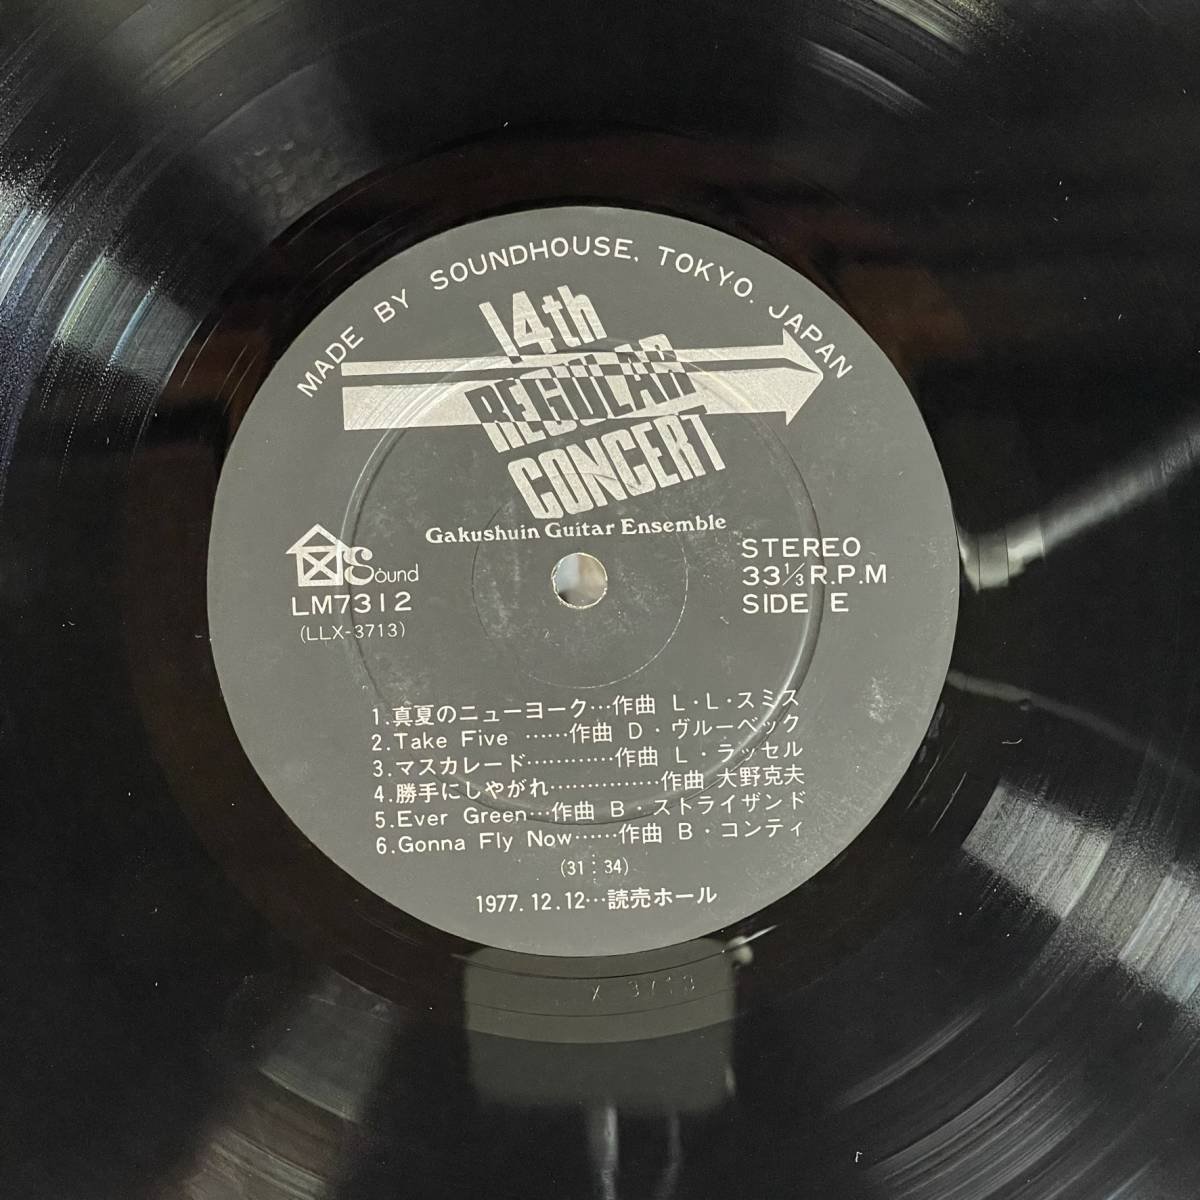 MADE BY SOUNDHOUSE, TOKYO. JAPAN
14th
REGULAR
CONCERT
Gakushuin Guitar Ensemble
Sound
LM7312
(LLX-3713)
STEREO
33 1/3 R.P.M
SIDE E
1.真夏のニューヨーク…作曲 L・L・スミス
2.Take Five ……作曲 D・ヴルーベック
3.マスカレード…………作曲 L・ラッセル
4.勝手にしやがれ……………作曲 大野克夫
5.Ever Green…作曲 B・ストライザンド
6.Gonna Fly Now……作曲 B・コンティ
(31:34)
1977.12.12…読売ホール